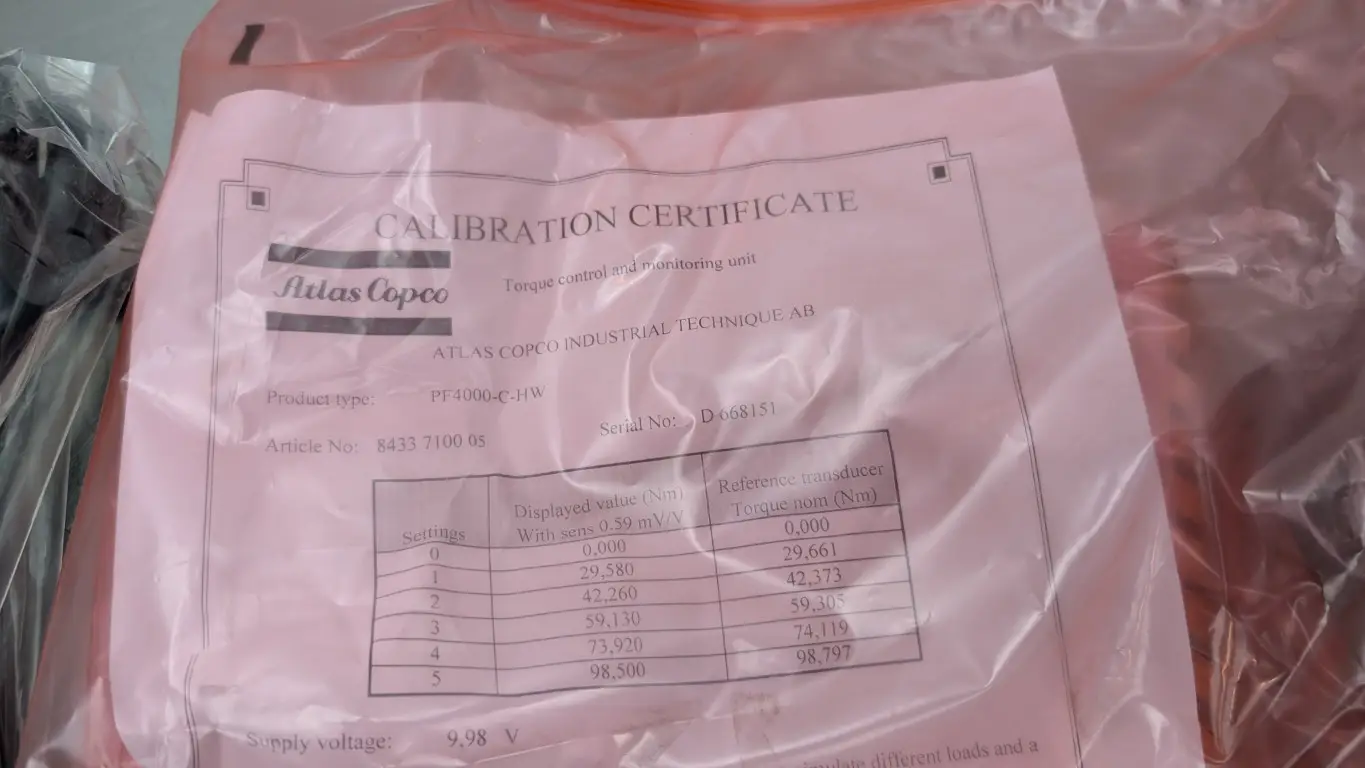 CALIBRATION CERTIFICATE
Atlas Copco
Torque control and monitoring unit
ATLAS COPCO INDUSTRIAL TECHNIQUE AB
Product type: PF4000-C-HW
Article No: 8433 7100 05
Serial No: D 668151
Settings Displayed value (Nm) With sens 0.59 mV/V Reference transducer Torque nom (Nm)
0 0,000 0,000
1 29,580 29,661
2 42,260 42,373
3 59,130 59,305
4 73,920 74,119
5 98,500 98,797
Supply voltage: 9.98 V
different loads and a